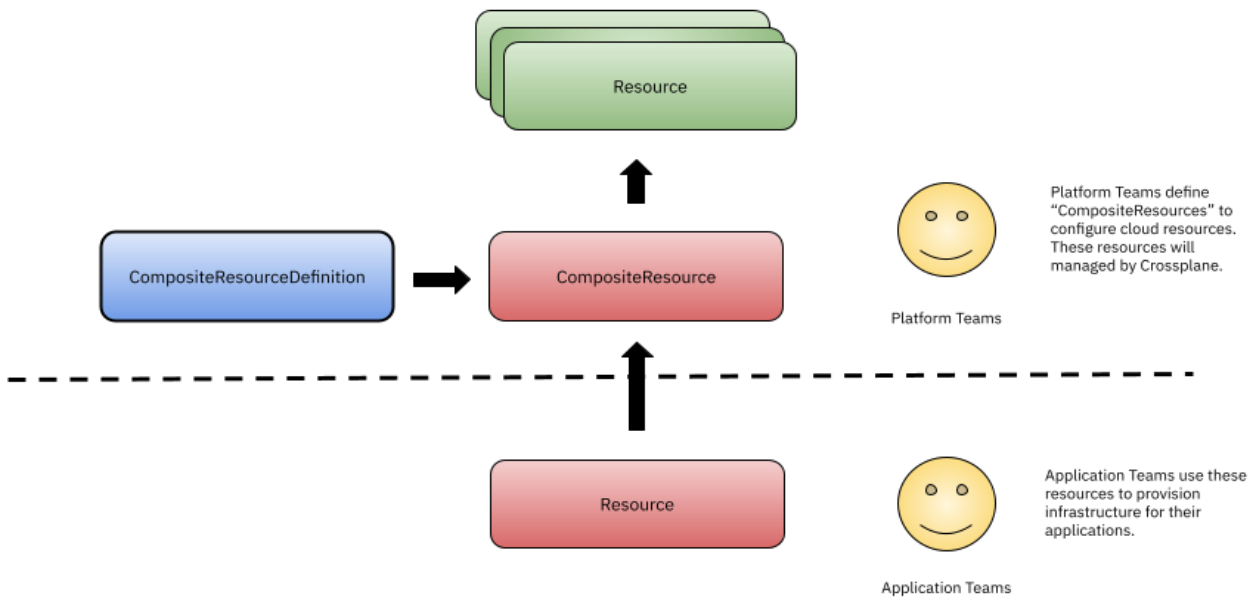 Resource
Platform Teams define
“CompositeResources” to
configure cloud resources.
These resources will
managed by Crossplane.
CompositeResourceDefinition
CompositeResource
Platform Teams
Application Teams use these
resources to provision
infrastructure for their
applications.
Resource
Application Teams